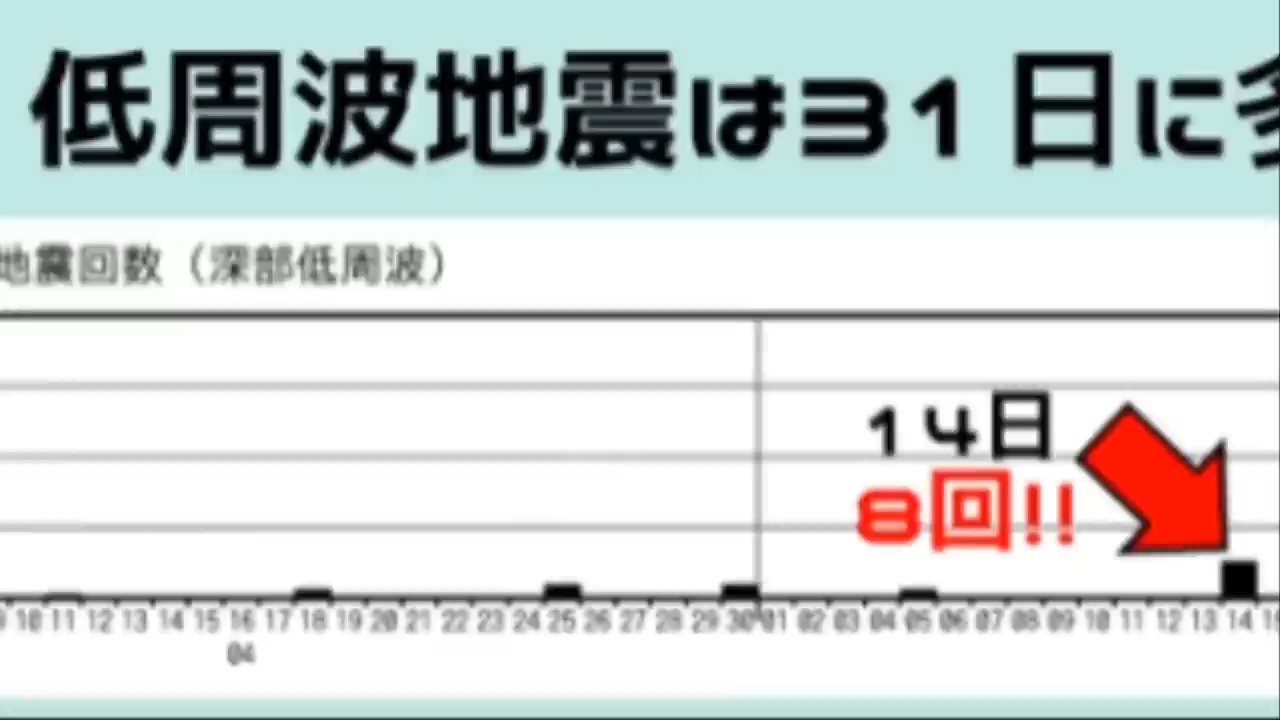 低周波地震は31日に
地震回数（深部低周波）
14日
8回!!
10 11 12 13 14 15 16 17 18 19 20 21 22 23 24 25 26 27 28 29 30 01 02 03 04 05 06 07 08 09 10 11 12 13 14
04